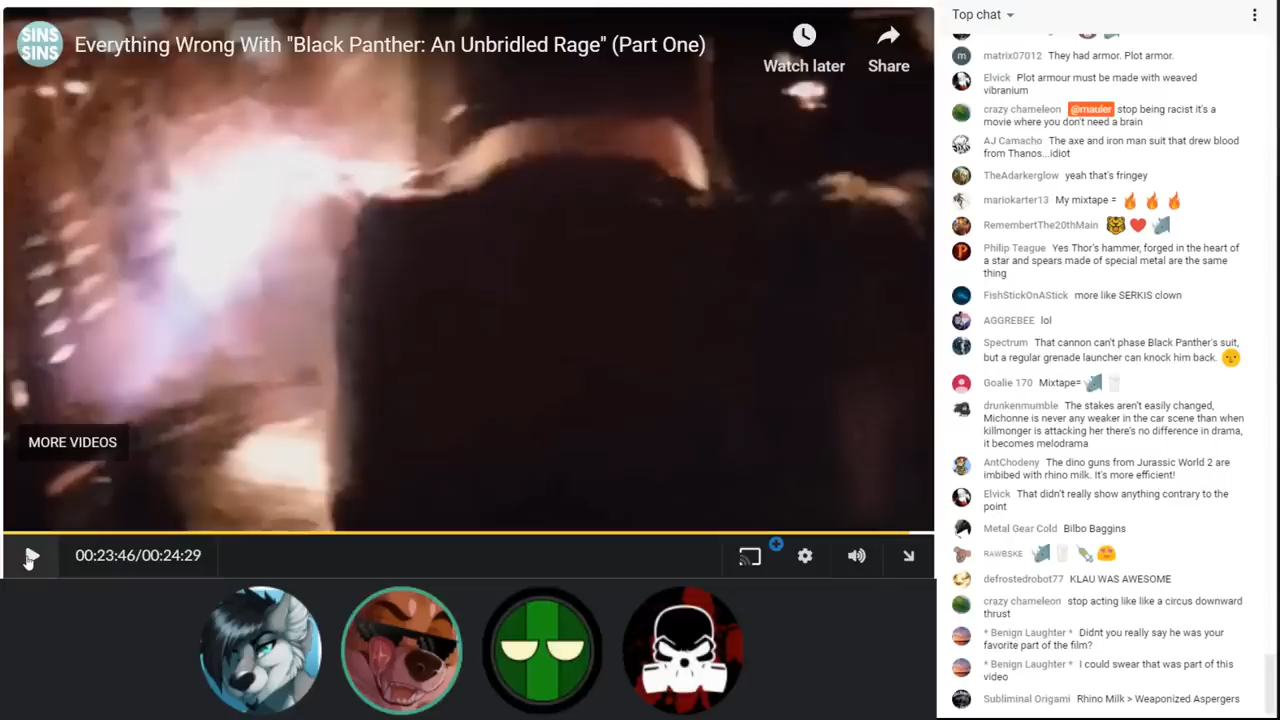 SINS
SINS
Everything Wrong With "Black Panther: An Unbridled Rage" (Part One)
Watch later
Share
MORE VIDEOS
00:23:46/00:24:29
Top chat
matrix07012 They had armor. Plot armor.
Elvick Plot armour must be made with weaved
vibranium
crazy chameleon @mauler stop being racist it's a
movie where you don't need a brain
AJ Camacho The axe and iron man suit that drew blood
from Thanos...idiot
TheAdarkerglow yeah that's fringey
mariokarter13 My mixtape = 🔥 🔥 🔥
RememberThe20thMain 🐯 ❤️ 🦏
Philip Teague Yes Thor's hammer, forged in the heart of
a star and spears made of special metal are the same
thing
FishStickOnAStick more like SERKIS clown
AGGREBEE lol
Spectrum That cannon can't phase Black Panther's suit,
but a regular grenade launcher can knock him back. 🌞
Goalie 170 Mixtape= 🦏 🥛
drunkenmumble The stakes aren't easily changed,
Michonne is never any weaker in the car scene than when
killmonger is attacking her there's no difference in drama,
it becomes melodrama
AntChodeny The dino guns from Jurassic World 2 are
imbibed with rhino milk. It's more efficient!
Elvick That didn't really show anything contrary to the
point
Metal Gear Cold Bilbo Baggins
RAWBSKE 🦏 🥛 💉 😍
defrostedrobot77 KLAU WAS AWESOME
crazy chameleon stop acting like like a circus downward
thrust
* Benign Laughter * Didnt you really say he was your
favorite part of the film?
* Benign Laughter * I could swear that was part of this
video
Subliminal Origami Rhino Milk > Weaponized Aspergers